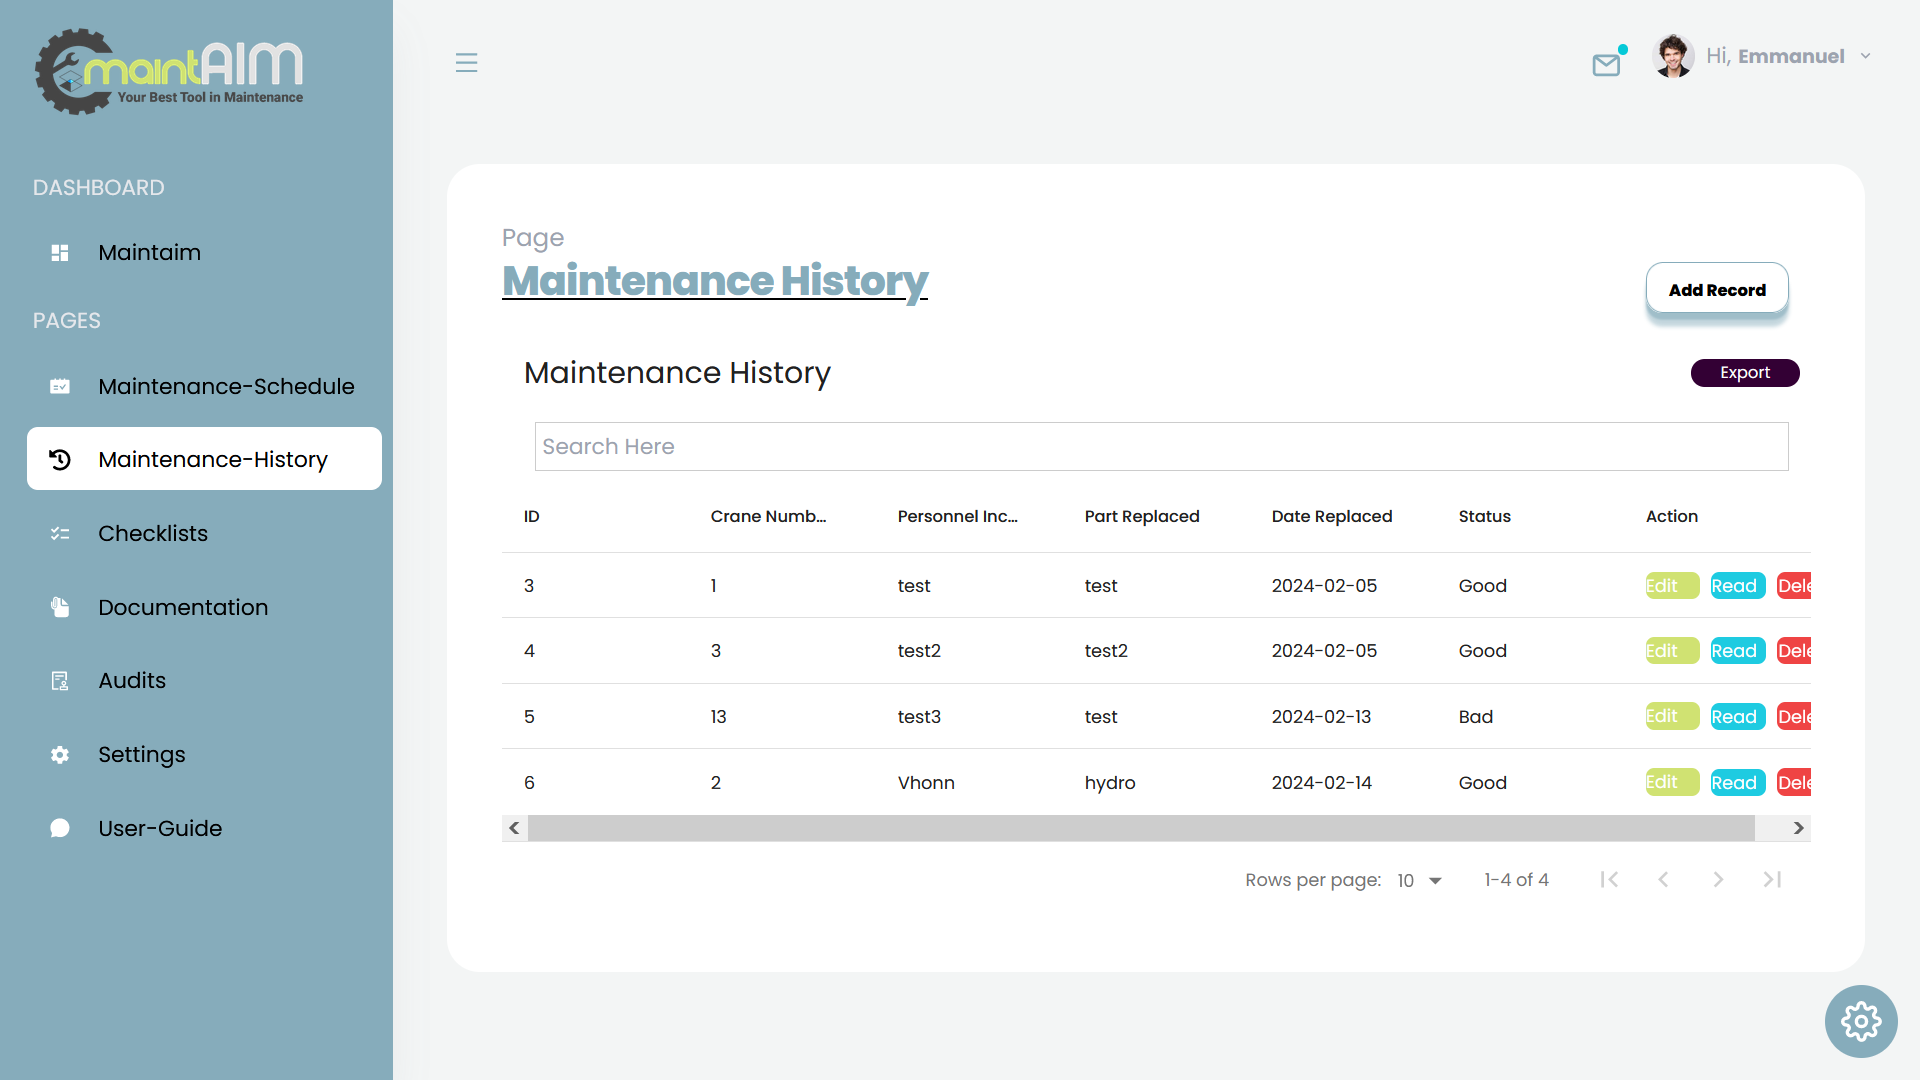 maintAIM
Your Best Tool in Maintenance
DASHBOARD
Maintaim
PAGES
Maintenance-Schedule
Maintenance-History
Checklists
Documentation
Audits
Settings
User-Guide
Hi, Emmanuel
Page
Maintenance History
Add Record
Maintenance History
Export
Search Here
ID Crane Numb... Personnel Inc... Part Replaced Date Replaced Status Action
3 1 test test 2024-02-05 Good Edit Read Dele
4 3 test2 test2 2024-02-05 Good Edit Read Dele
5 13 test3 test 2024-02-13 Bad Edit Read Dele
6 2 Vhonn hydro 2024-02-14 Good Edit Read Dele
Rows per page: 10 1-4 of 4